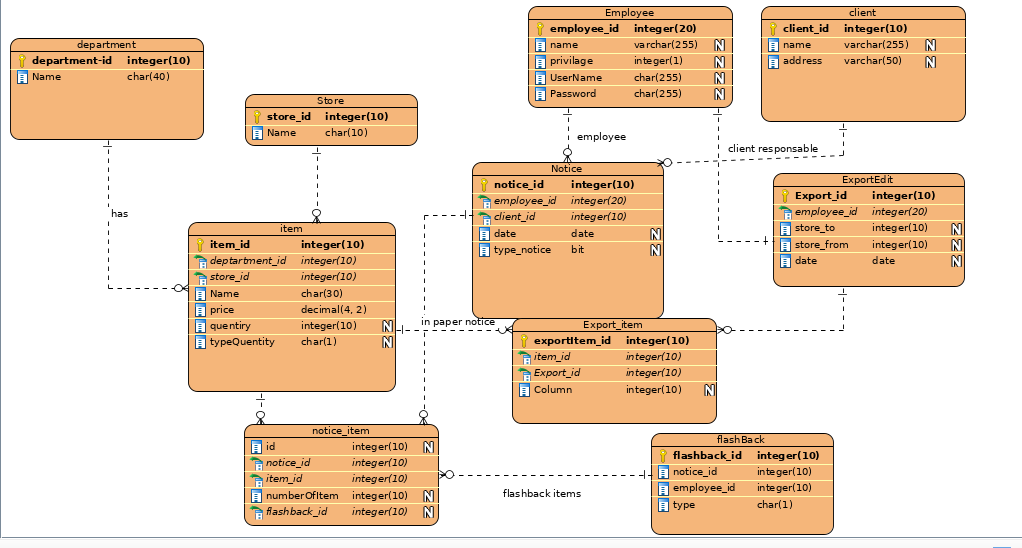 department
department-id integer(10)
Name char(40)
Store
store_id integer(10)
Name char(10)
Employee
employee_id integer(20)
name varchar(255) N
privilage integer(1) N
UserName char(255) N
Password char(255) N
client
client_id integer(10)
name varchar(255) N
address varchar(50) N
employee
client responsable
has
Notice
notice_id integer(10)
employee_id integer(20)
client_id integer(10)
date date N
type_notice bit N
ExportEdit
Export_id integer(10)
employee_id integer(20)
store_to integer(10) N
store_from integer(10) N
date date N
item
item_id integer(10)
deptartment_id integer(10)
store_id integer(10)
Name char(30)
price decimal(4, 2)
quentiry integer(10) N
typeQuentity char(1) N
in paper notice
Export_item
exportItem_id integer(10)
item_id integer(10)
Export_id integer(10)
Column integer(10) N
notice_item
id integer(10) N
notice_id integer(10)
item_id integer(10)
numberOfItem integer(10) N
flashback_id integer(10) N
flashback items
flashBack
flashback_id integer(10)
notice_id integer(10)
employee_id integer(10)
type char(1)